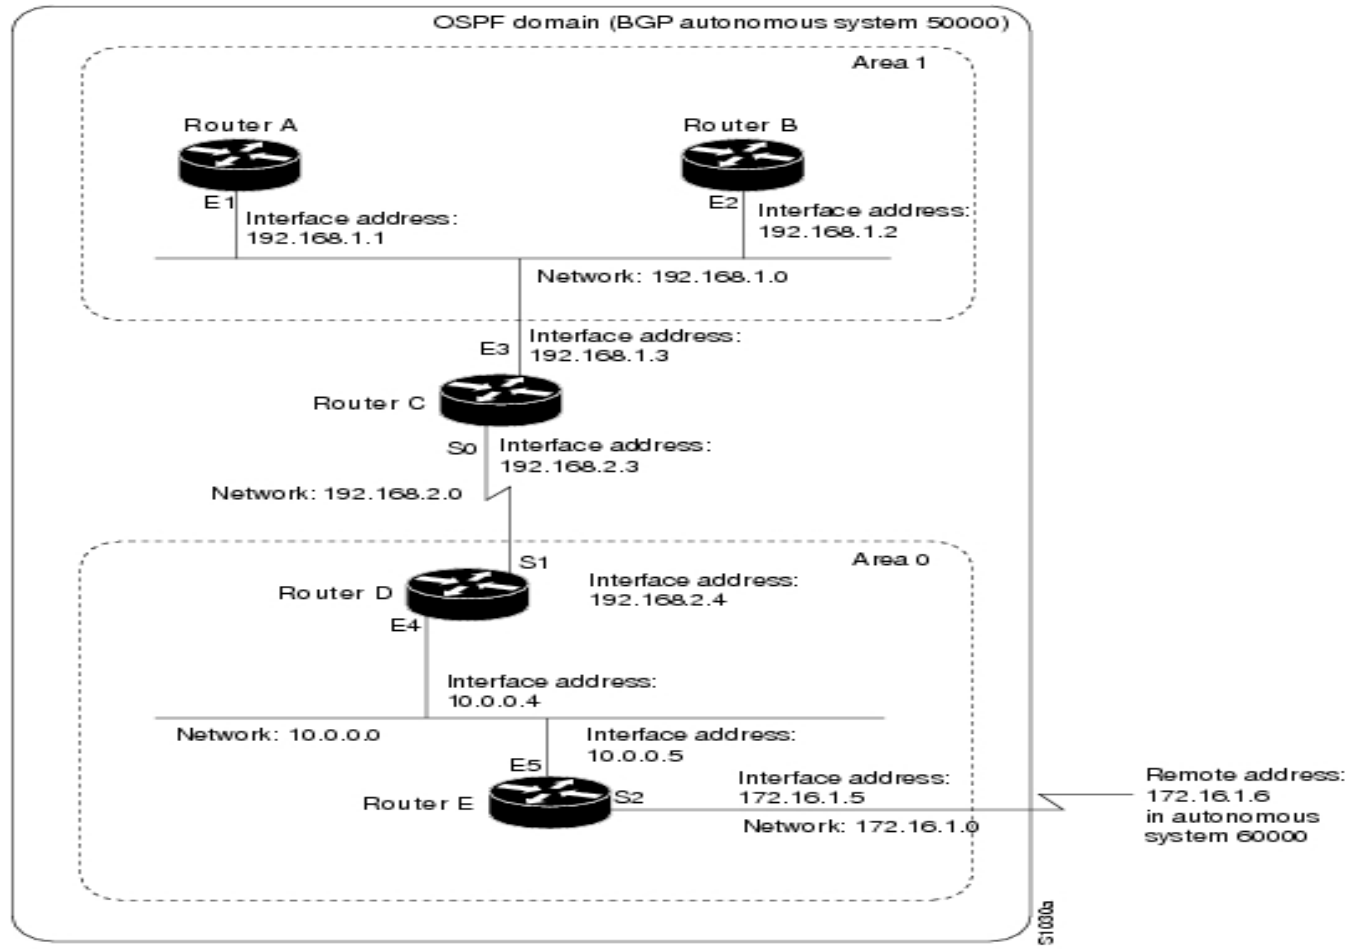 OSPF domain (BGP autonomous system 50000)
Area 1
Router A
Router B
E1
Interface address:
192.168.1.1
E2
Interface address:
192.168.1.2
Network: 192.168.1.0
E3
Interface address:
192.168.1.3
Router C
S0
Interface address:
192.168.2.3
Network: 192.168.2.0
Area 0
S1
Router D
Interface address:
192.168.2.4
E4
Interface address:
10.0.0.4
Network: 10.0.0.0
Interface address:
10.0.0.5
E5
Router E
S2
Interface address:
172.16.1.5
Network: 172.16.1.0
Remote address:
172.16.1.6
in autonomous
system 60000
S1030a